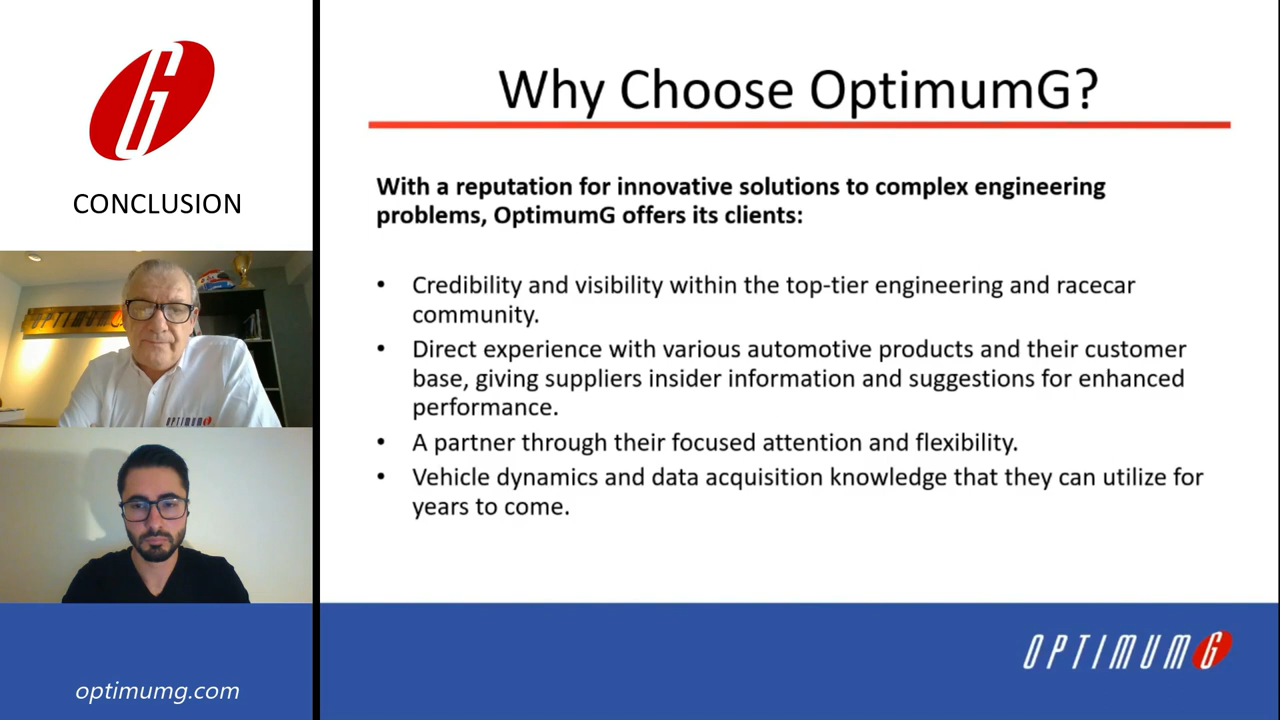 G
CONCLUSION
OPTIMUMG
OPTIMUMG
optimumg.com
Why Choose OptimumG?
With a reputation for innovative solutions to complex engineering
problems, OptimumG offers its clients:
• Credibility and visibility within the top-tier engineering and racecar
community.
• Direct experience with various automotive products and their customer
base, giving suppliers insider information and suggestions for enhanced
performance.
• A partner through their focused attention and flexibility.
• Vehicle dynamics and data acquisition knowledge that they can utilize for
years to come.
OPTIMUMG